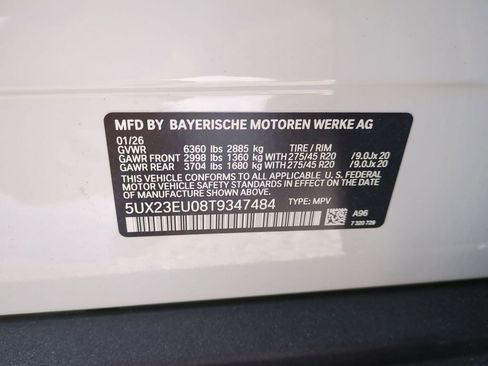 MFD BY BAYERISCHE MOTOREN WERKE AG
01/26
GVWR 6360 lbs 2885 kg TIRE / RIM
GAWR FRONT 2998 lbs 1360 kg WITH 275/45 R20 /9.0Jx 20
GAWR REAR 3704 lbs 1680 kg WITH 275/45 R20 /9.0Jx 20
THIS VEHICLE CONFORMS TO ALL APPLICABLE U. S. FEDERAL
MOTOR VEHICLE SAFETY STANDARDS IN EFFECT ON THE DATE
OF MANUFACTURE SHOWN ABOVE.
5UX23EU08T9347484 TYPE: MPV A96
7 320 729